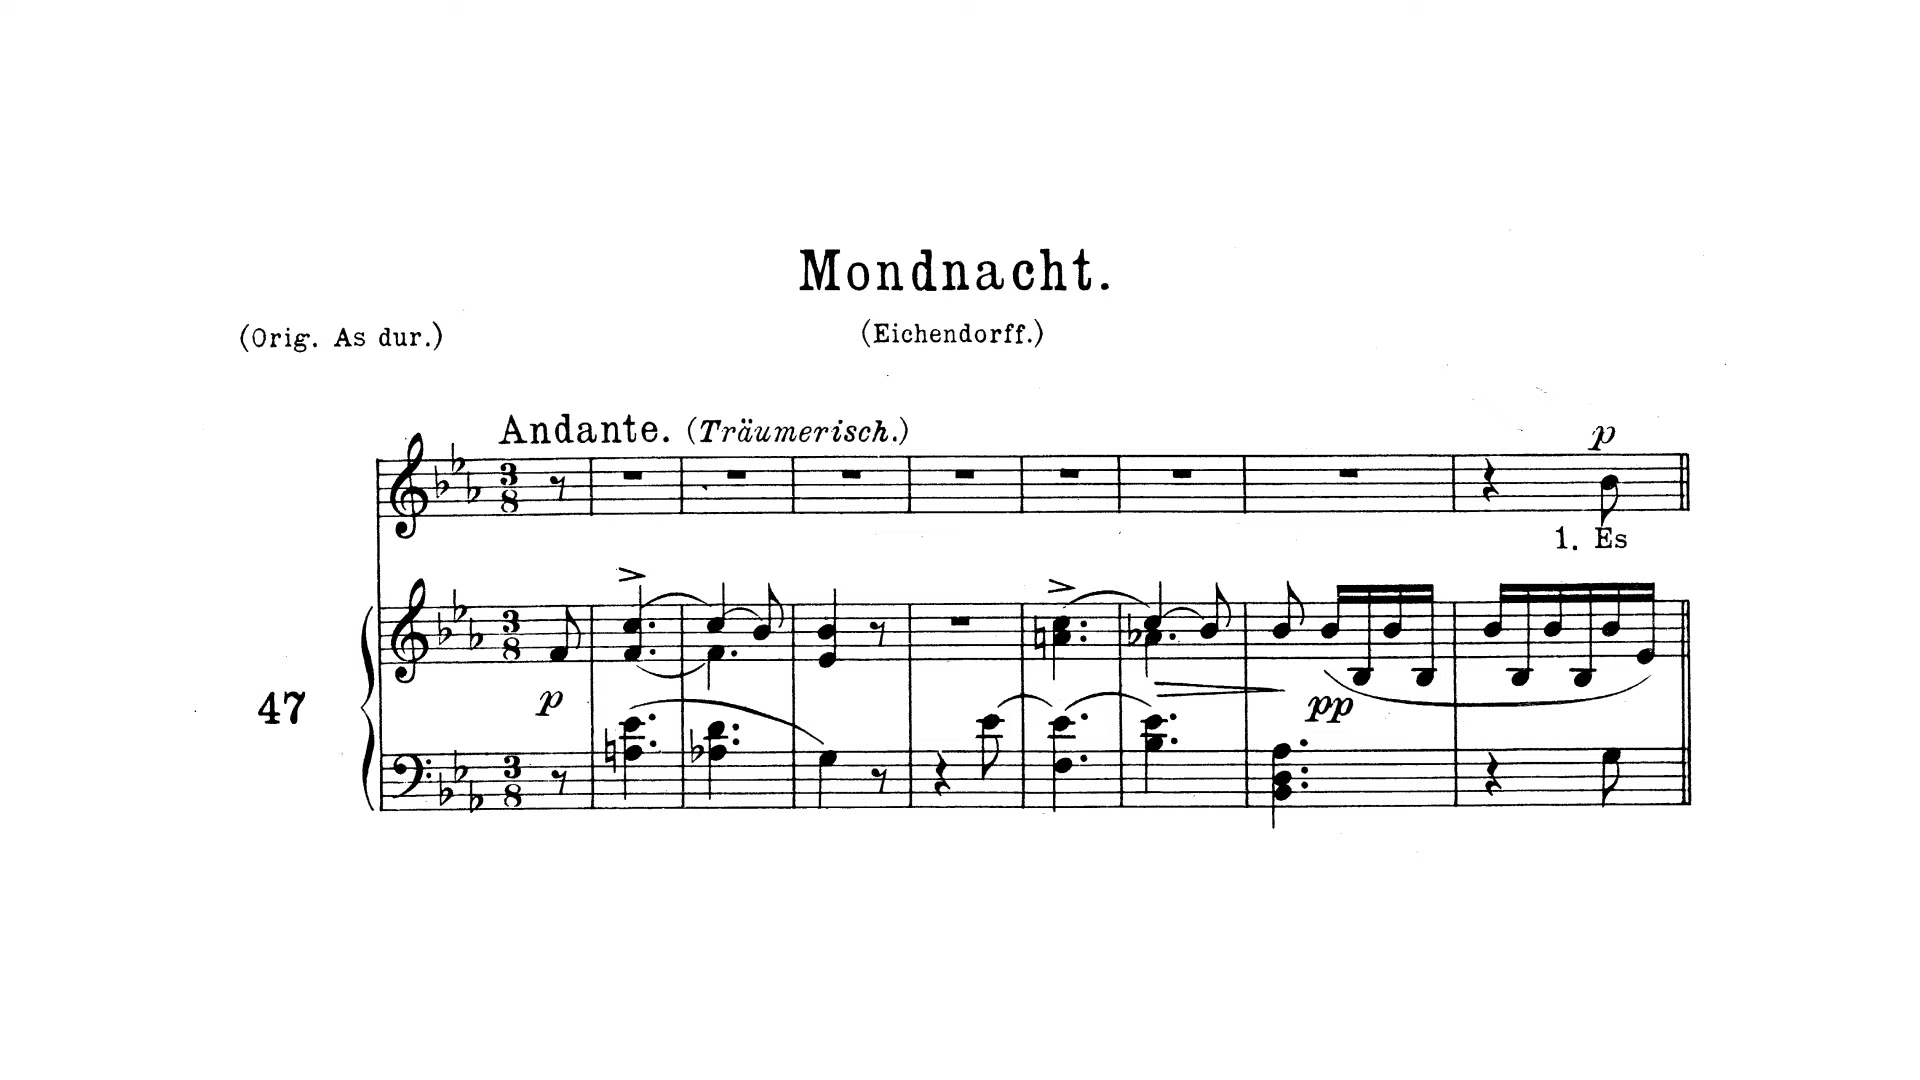 Mondnacht.
(Orig. As dur.)
(Eichendorff.)
Andante. (Träumerisch.)
p
1. Es
47
p
pp